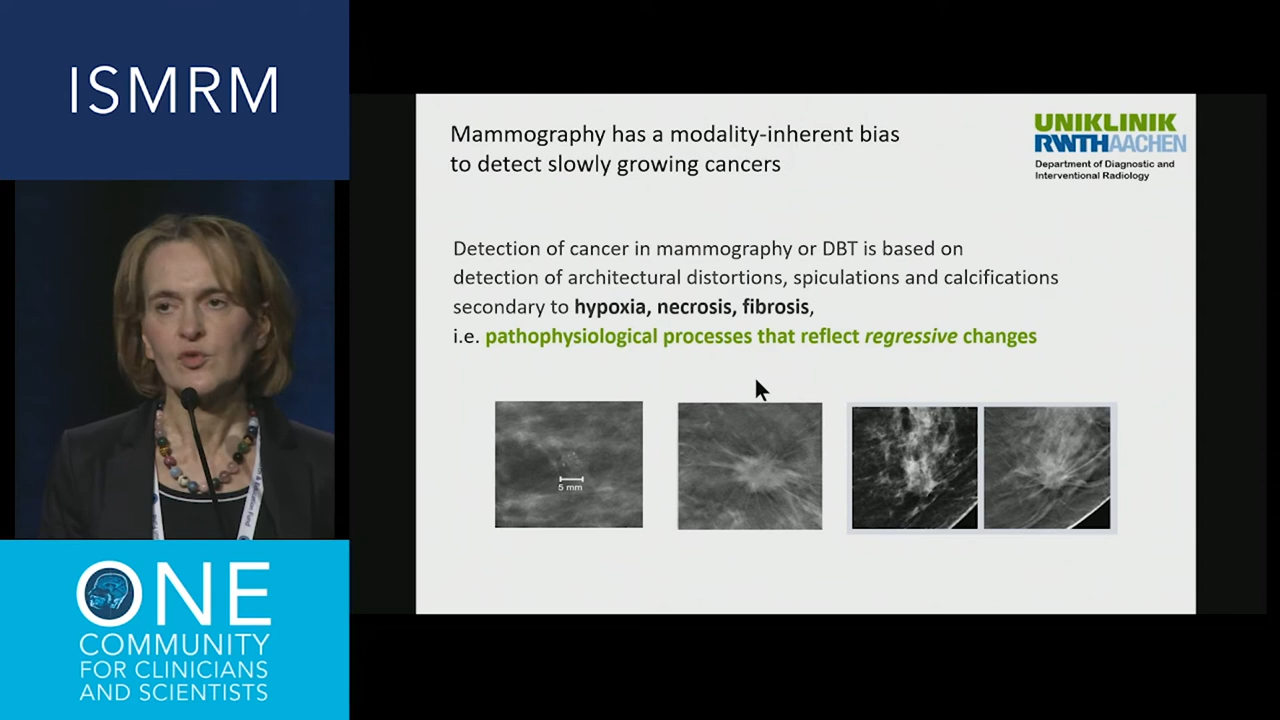 ISMRM
ONE
COMMUNITY
FOR CLINICIANS
AND SCIENTISTS
Mammography has a modality-inherent bias
to detect slowly growing cancers
UNIKLINIK
RWTHAACHEN
Department of Diagnostic and
Interventional Radiology
Detection of cancer in mammography or DBT is based on
detection of architectural distortions, spiculations and calcifications
secondary to hypoxia, necrosis, fibrosis,
i.e. pathophysiological processes that reflect regressive changes
5 mm